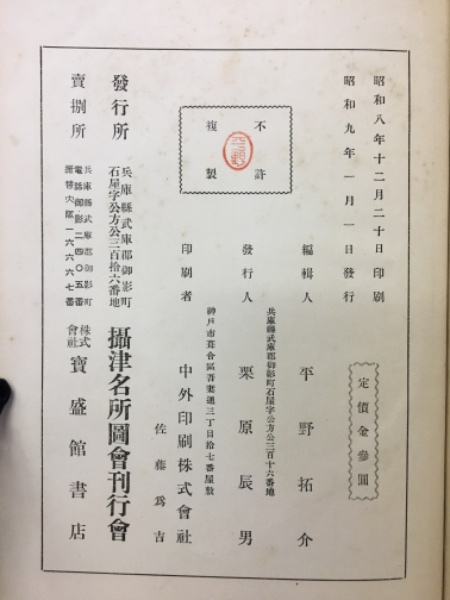 昭和八年十二月二十日印刷
昭和九年一月一日發行
定價金參圓
不許
複製
編輯人 平野拓介
兵庫縣武庫郡御影町石屋字公方公三百十六番地
發行人 栗原辰男
神戸市葺合區吾妻通三丁目拾七番屋敷
印刷者 中外印刷株式會社
佐藤爲吉
發行所 兵庫縣武庫郡御影町
石屋字公方公三百拾六番地
攝津名所圖會刊行會
賣捌所 兵庫縣武庫郡御影町
電話御影二四〇五番
振替大阪一六六六七番
株式會社 寶盛館書店